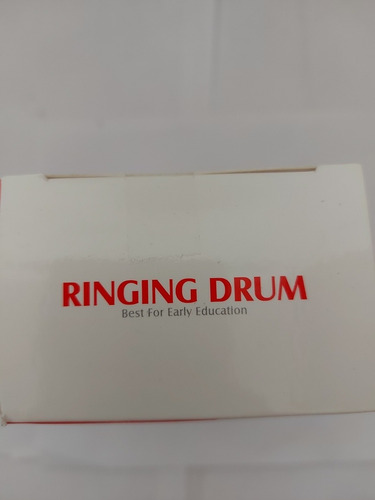 RINGING DRUM
Best For Early Education